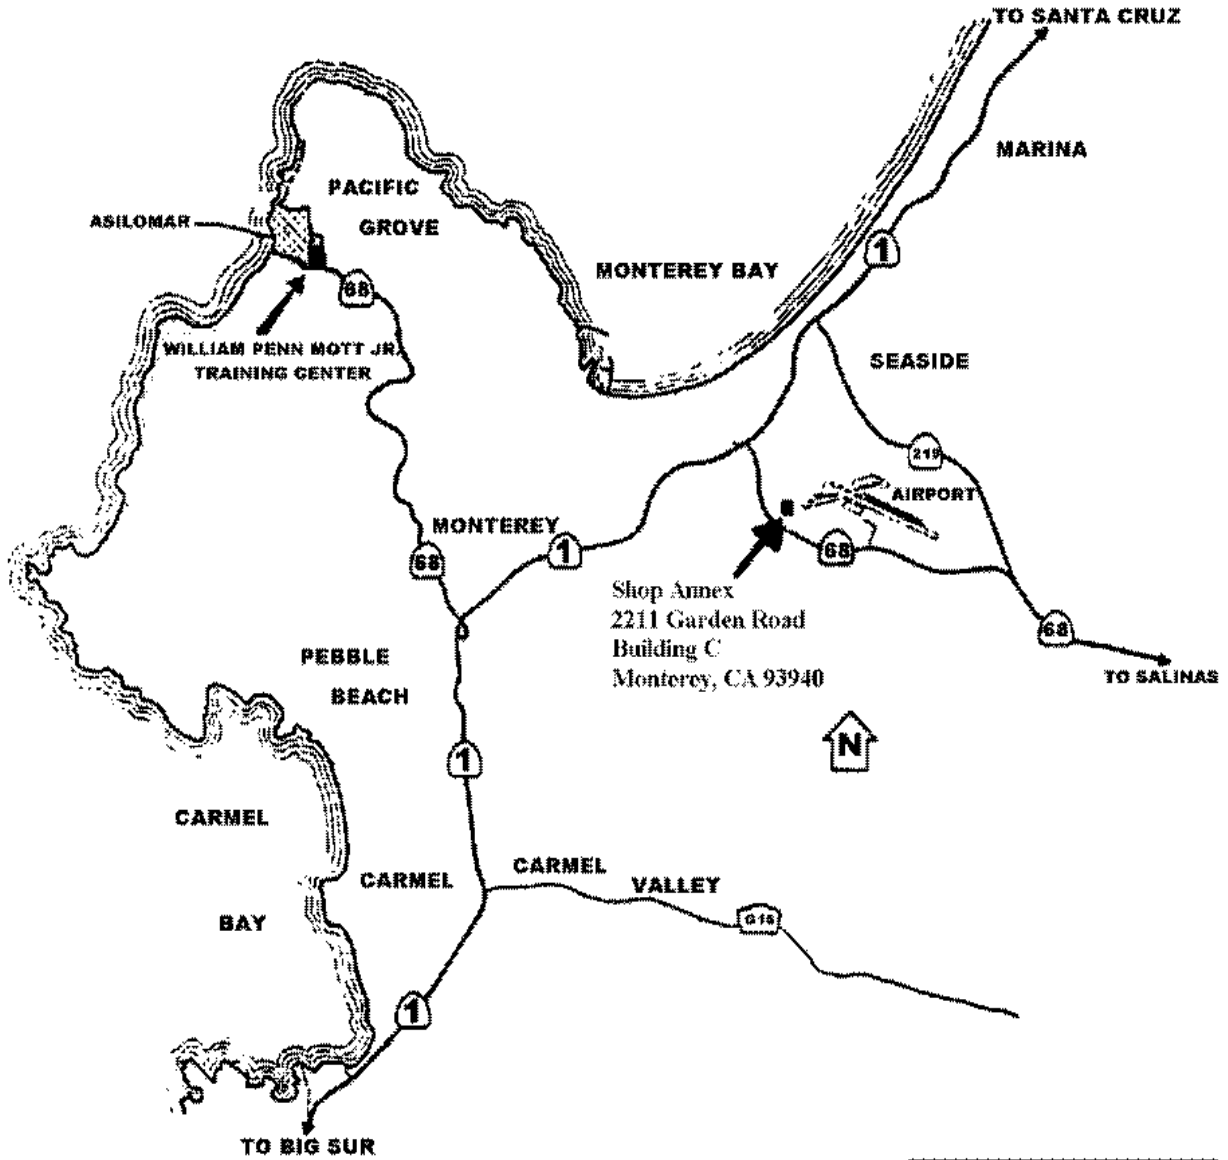 TO SANTA CRUZ
MARINA
PACIFIC
GROVE
ASILOMAR
1
MONTEREY BAY
68
WILLIAM PENN MOTT JR.
TRAINING CENTER
SEASIDE
219
AIRPORT
MONTEREY
1
68
68
Shop Annex
2211 Garden Road
Building C
Monterey, CA 93940
68
TO SALINAS
PEBBLE
BEACH
N
1
CARMEL
BAY
CARMEL
CARMEL
VALLEY
G16
1
TO BIG SUR